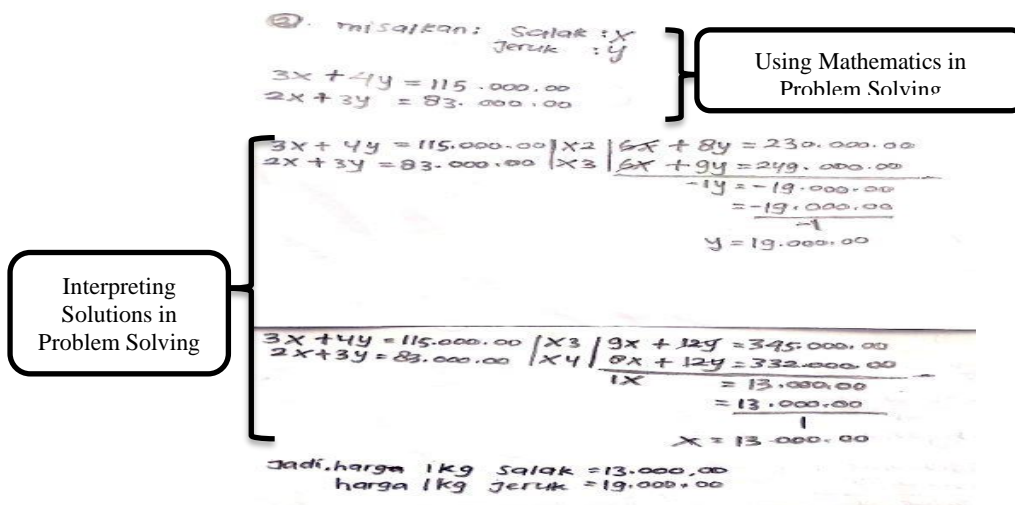 2. misalkan: Salak : x
Jeruk : y
3x + 4y = 115.000.00
2x + 3y = 83.000.00
Using Mathematics in
Problem Solving
3x + 4y = 115.000.00 | x2 | 6x + 8y = 230.000.00
2x + 3y = 83.000.00 | x3 | 6x + 9y = 249.000.00
-1y = -19.000.00
= -19.000.00
-1
y = 19.000.00
Interpreting
Solutions in
Problem Solving
3x + 4y = 115.000.00 | x3 | 9x + 12y = 345.000.00
2x + 3y = 83.000.00 | x4 | 8x + 12y = 332.000.00
1x = 13.000.00
= 13.000.00
1
x = 13.000.00
Jadi, harga 1kg salak = 13.000.00
harga 1kg jeruk = 19.000.00